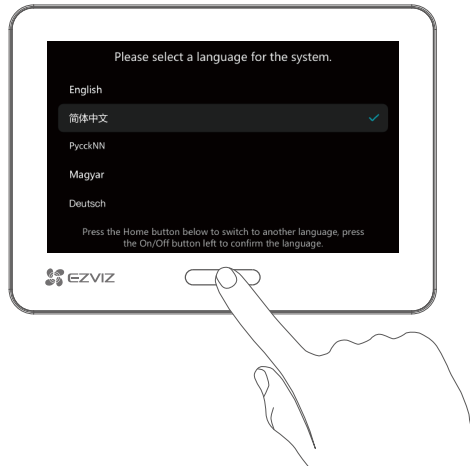 Please select a language for the system.
English
简体中文
PycckNN
Magyar
Deutsch
Press the Home button below to switch to another language, press
the On/Off button left to confirm the language.
EZVIZ